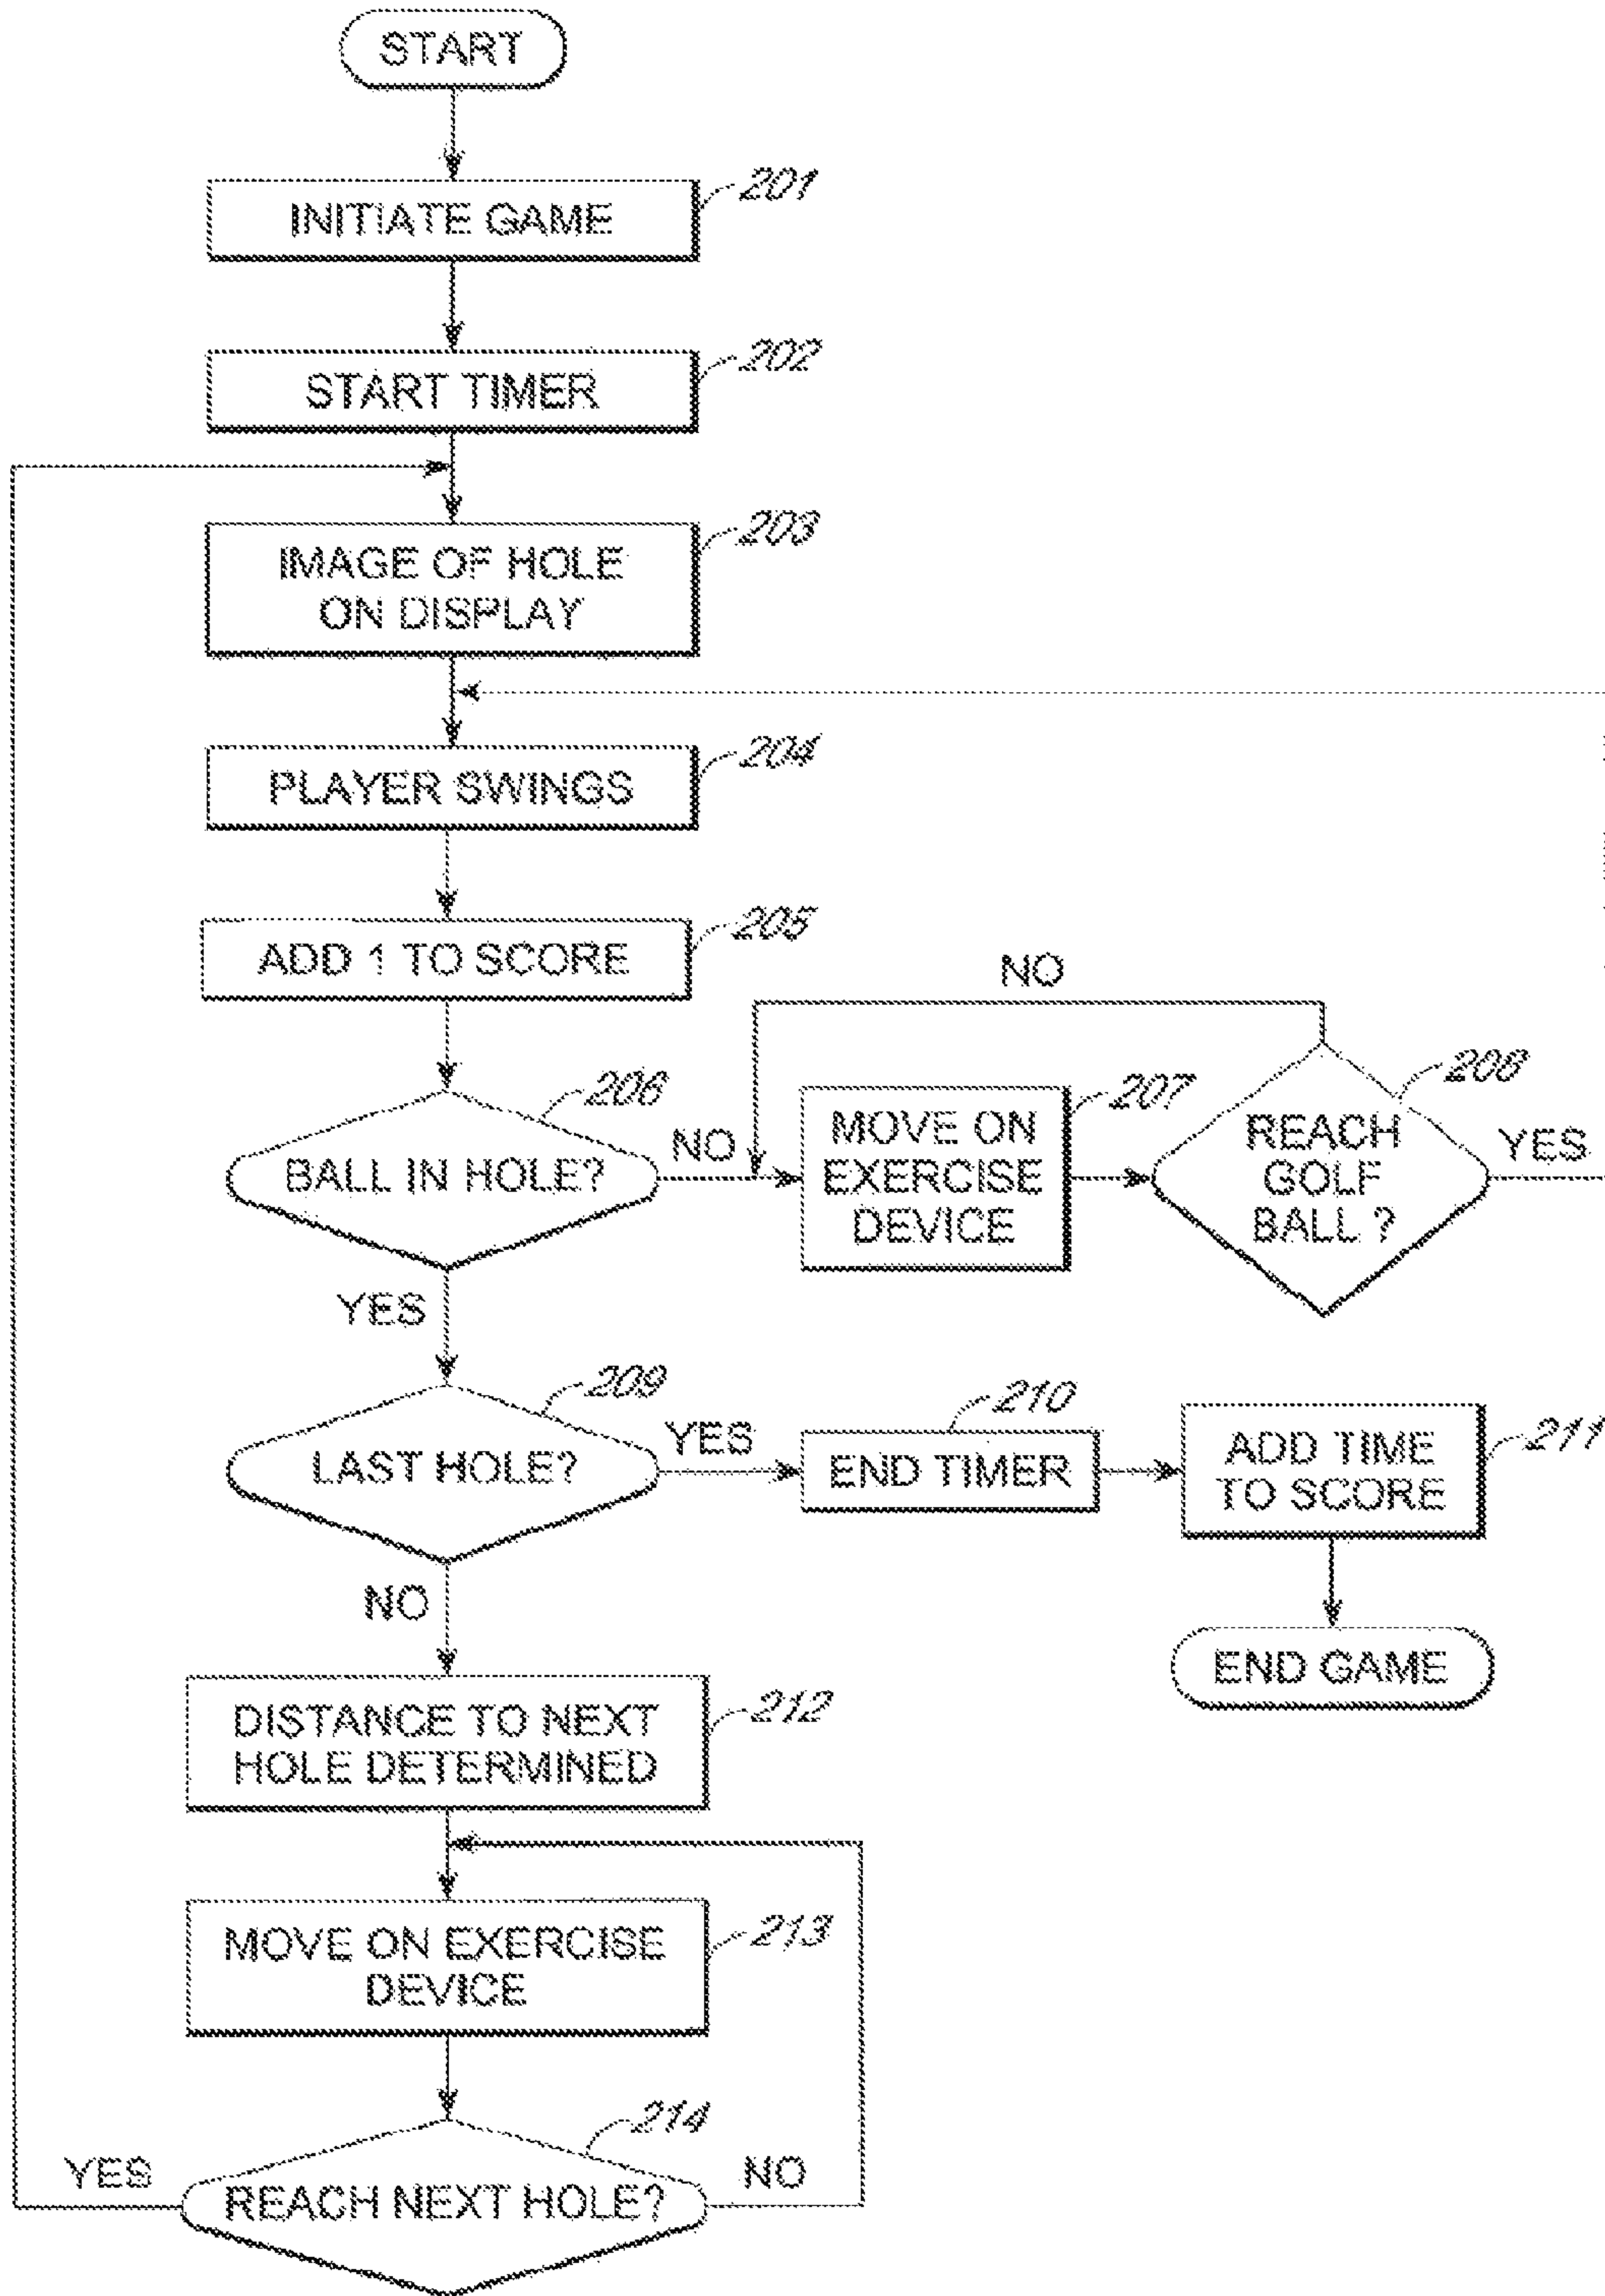 START
INITIATE GAME
201
START TIMER
202
IMAGE OF HOLE
ON DISPLAY
203
PLAYER SWINGS
204
ADD 1 TO SCORE
205
BALL IN HOLE?
206
NO
MOVE ON
EXERCISE
DEVICE
207
NO
REACH
GOLF
BALL ?
208
YES
YES
LAST HOLE?
209
YES
END TIMER
210
ADD TIME
TO SCORE
211
END GAME
NO
DISTANCE TO NEXT
HOLE DETERMINED
212
MOVE ON EXERCISE
DEVICE
213
REACH NEXT HOLE?
214
YES
NO